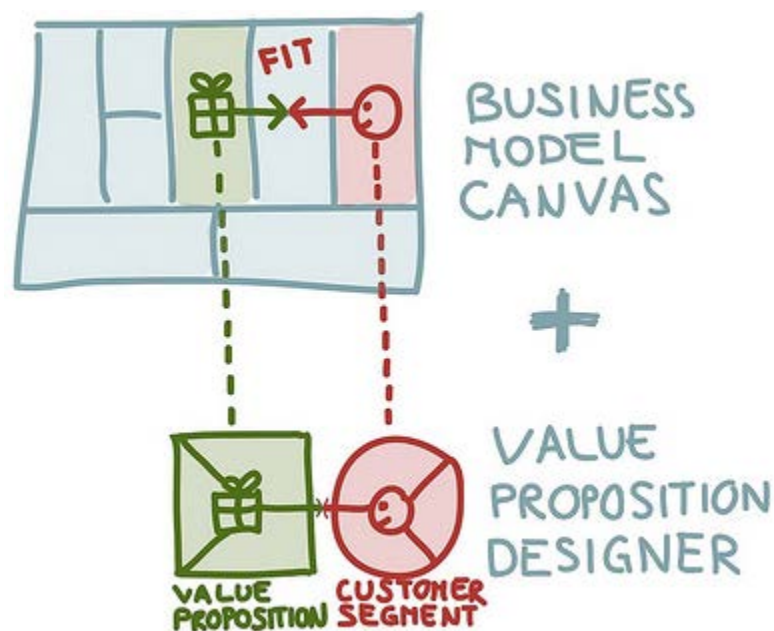 FIT
BUSINESS
MODEL
CANVAS
+
VALUE
PROPOSITION
DESIGNER
VALUE
PROPOSITION
CUSTOMER
SEGMENT